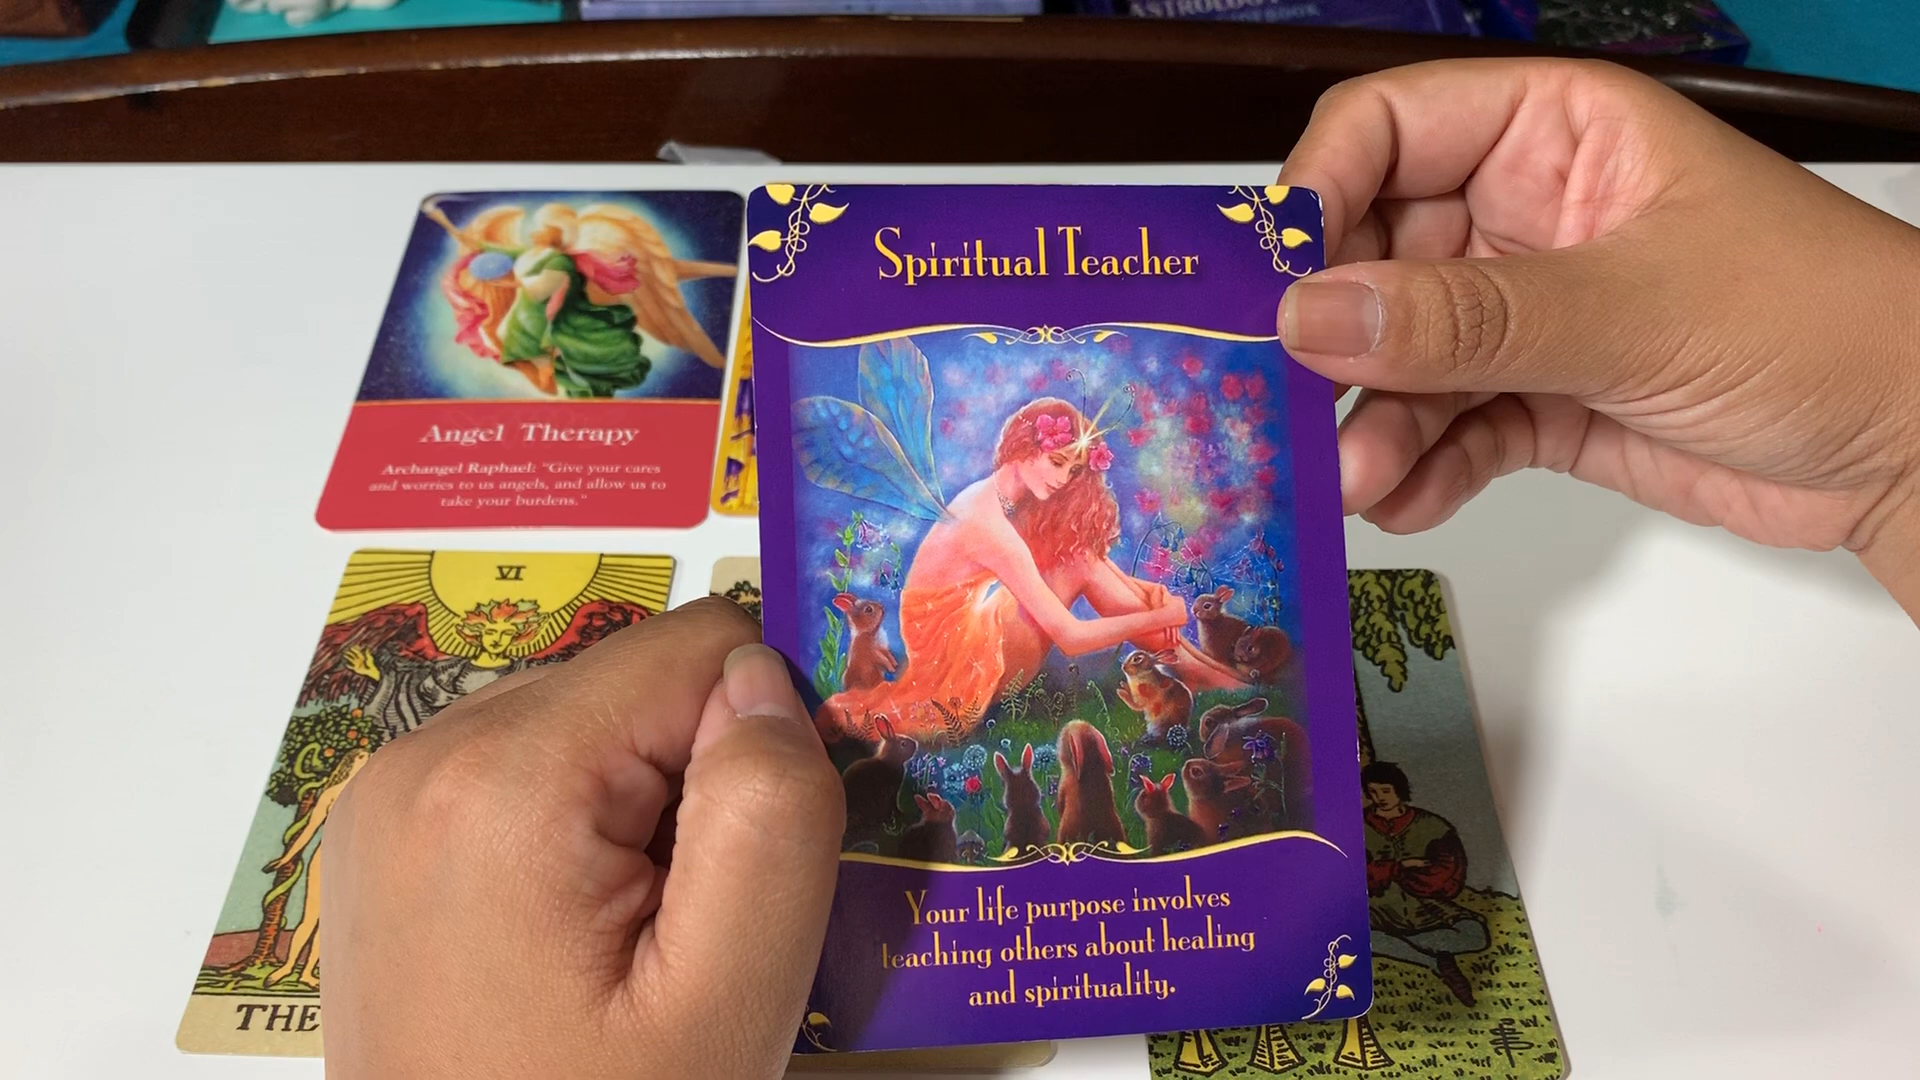 ASTROLOGY
Spiritual Teacher
Angel Therapy
Archangel Raphael: "Give your cares
and worries to us angels, and allow us to
take your burdens."
VI
THE
Your life purpose involves
teaching others about healing
and spirituality.